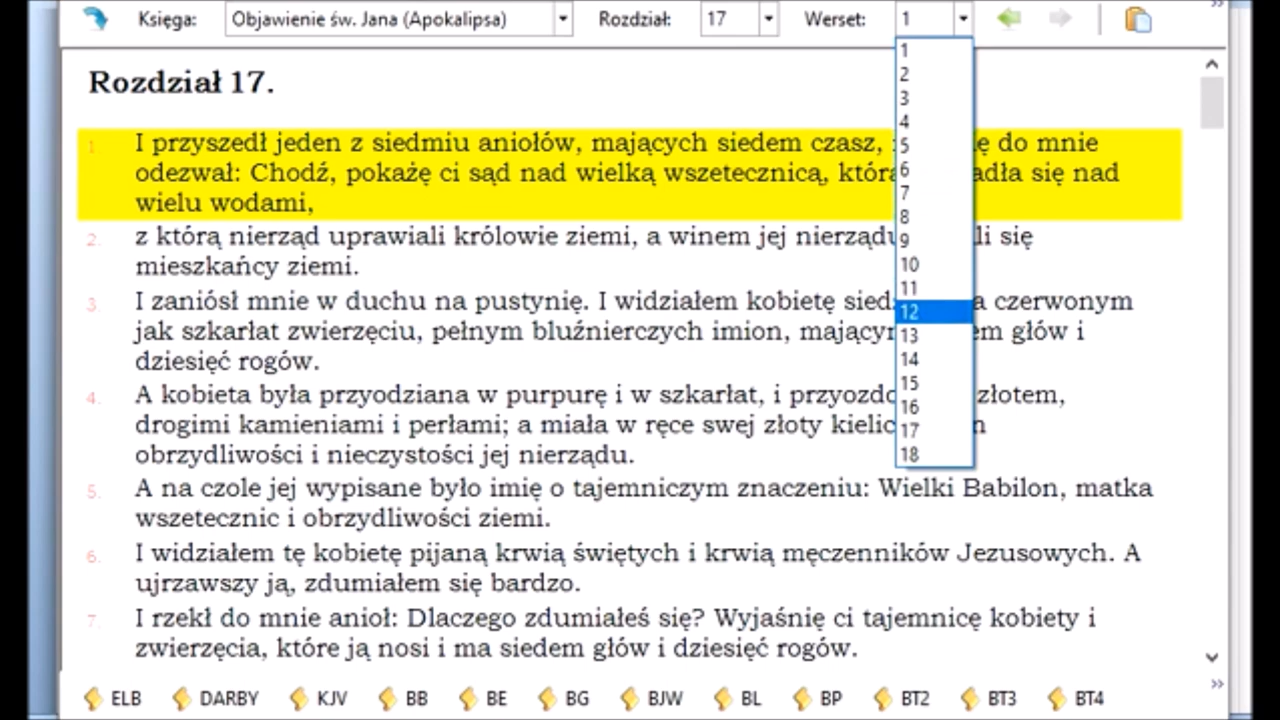 Księga: Objawienie św. Jana (Apokalipsa) Rozdział: 17 Werset: 1
1
2
3
4
5
6
7
8
9
10
11
12
13
14
15
16
17
18
Rozdział 17.
1. I przyszedł jeden z siedmiu aniołów, mających siedem czasz, do mnie
odezwał: Chodź, pokażę ci sąd nad wielką wszetecznicą, się nad
wielu wodami,
2. z którą nierząd uprawiali królowie ziemi, a winem jej się
mieszkańcy ziemi.
3. I zaniósł mnie w duchu na pustynię. I widziałem kobietę czerwonym
jak szkarłat zwierzęciu, pełnym bluźnierczych imion, głów i
dziesięć rogów.
4. A kobieta była przyodziana w purpurę i w szkarłat, i złotem,
drogimi kamieniami i perłami; a miała w ręce swej złoty
obrzydliwości i nieczystości jej nierządu.
5. A na czole jej wypisane było imię o tajemniczym znaczeniu: Wielki Babilon, matka
wszetecznic i obrzydliwości ziemi.
6. I widziałem tę kobietę pijaną krwią świętych i krwią męczenników Jezusowych. A
ujrzawszy ją, zdumiałem się bardzo.
7. I rzekł do mnie anioł: Dlaczego zdumiałeś się? Wyjaśnię ci tajemnicę kobiety i
zwierzęcia, które ją nosi i ma siedem głów i dziesięć rogów.
ELB DARBY KJV BB BE BG BJW BL BP BT2 BT3 BT4